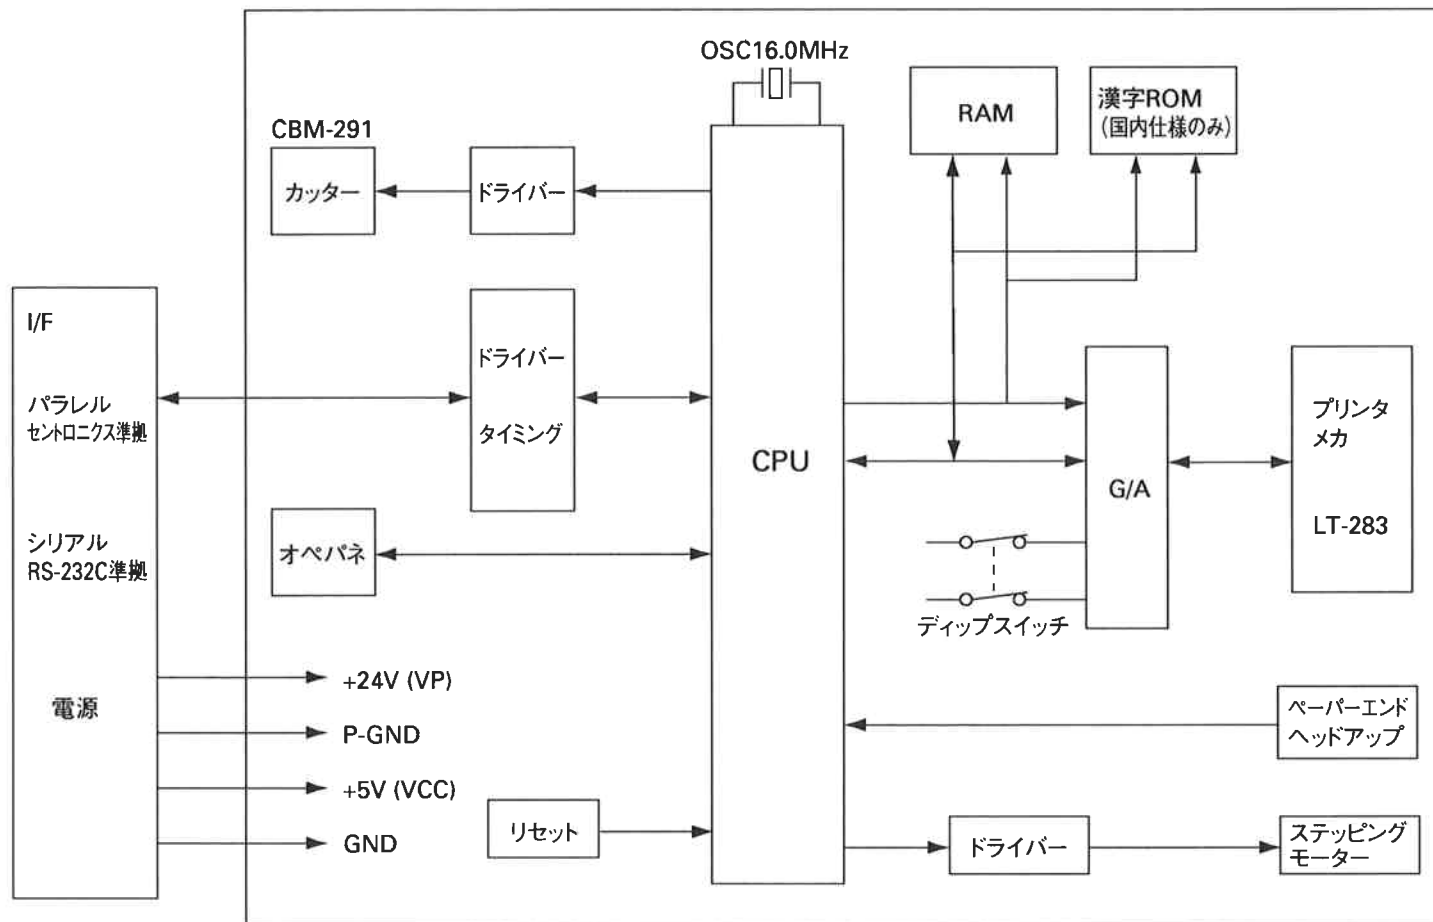 OSC16.0MHz
CBM-291
カッター
ドライバー
RAM
漢字ROM
(国内仕様のみ)
I/F
パラレル
セントロニクス準拠
シリアル
RS-232C準拠
電源
ドライバー
タイミング
オペパネ
CPU
G/A
プリンタ
メカ
LT-283
ディップスイッチ
+24V (VP)
P-GND
+5V (VCC)
GND
リセット
ペーパーエンド
ヘッドアップ
ドライバー
ステッピング
モーター